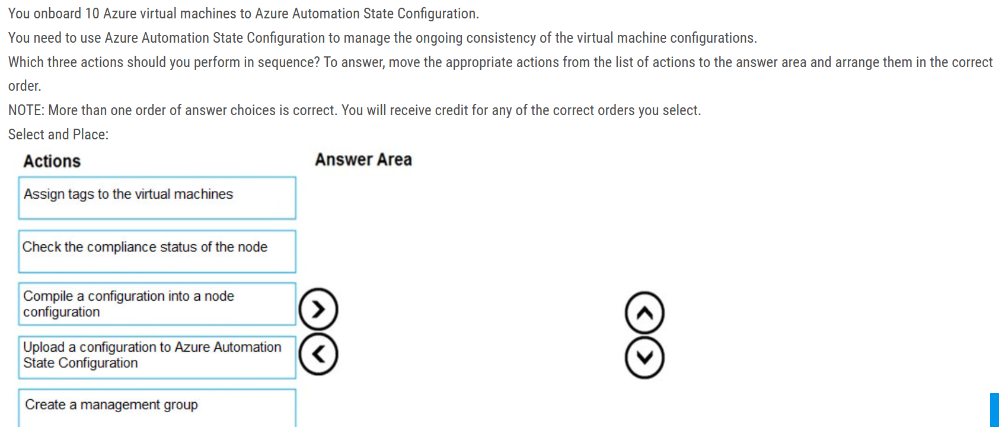 You onboard 10 Azure virtual machines to Azure Automation State Configuration.
You need to use Azure Automation State Configuration to manage the ongoing consistency of the virtual machine configurations.
Which three actions should you perform in sequence? To answer, move the appropriate actions from the list of actions to the answer area and arrange them in the correct
order.
NOTE: More than one order of answer choices is correct. You will receive credit for any of the correct orders you select.
Select and Place:
Actions
Answer Area
Assign tags to the virtual machines
Check the compliance status of the node
Compile a configuration into a node
configuration
Upload a configuration to Azure Automation
State Configuration
Create a management group